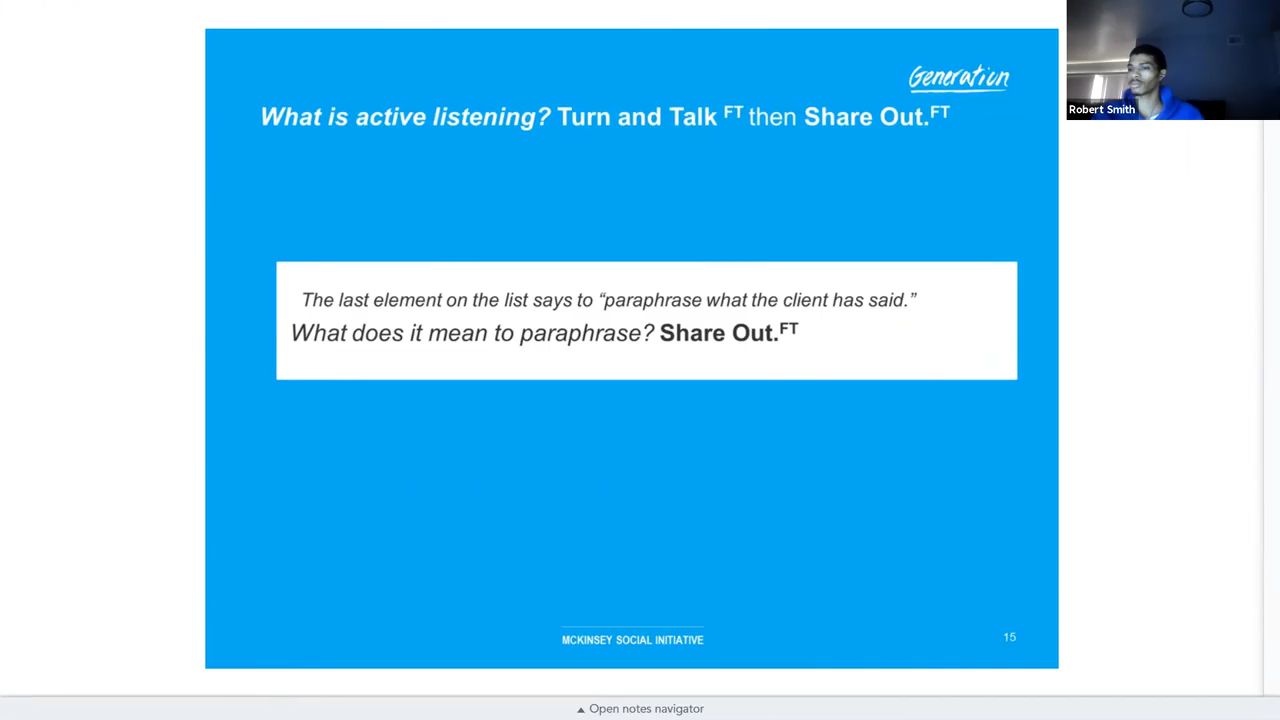 Generation
What is active listening? Turn and Talk FT then Share Out.FT
Robert Smith
The last element on the list says to “paraphrase what the client has said.”
What does it mean to paraphrase? Share Out.FT
MCKINSEY SOCIAL INITIATIVE
15
▲ Open notes navigator